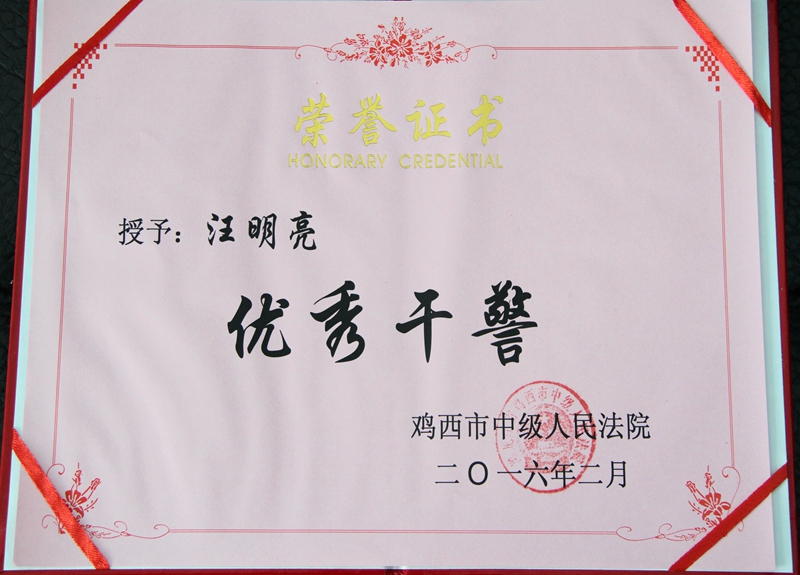 荣誉证书
HONORARY CREDENTIAL
授予：汪明亮
优秀干警
鸡西市中级人民法院
二〇一六年二月